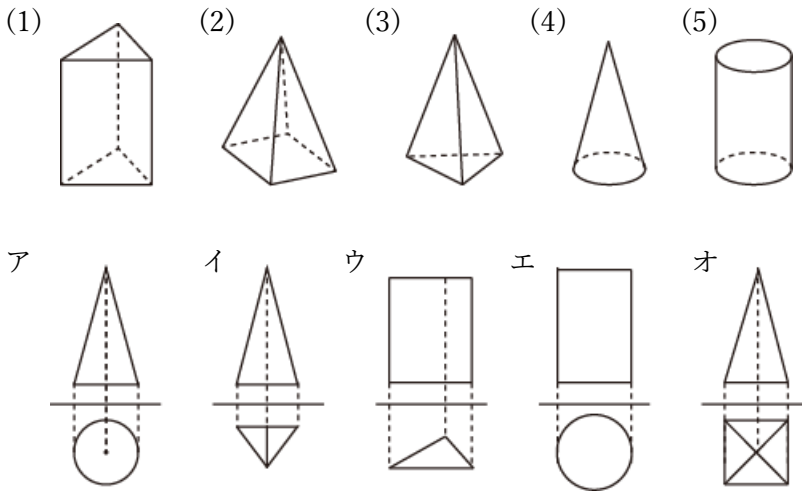 (1) (2) (3) (4) (5)
ア イ ウ エ オ